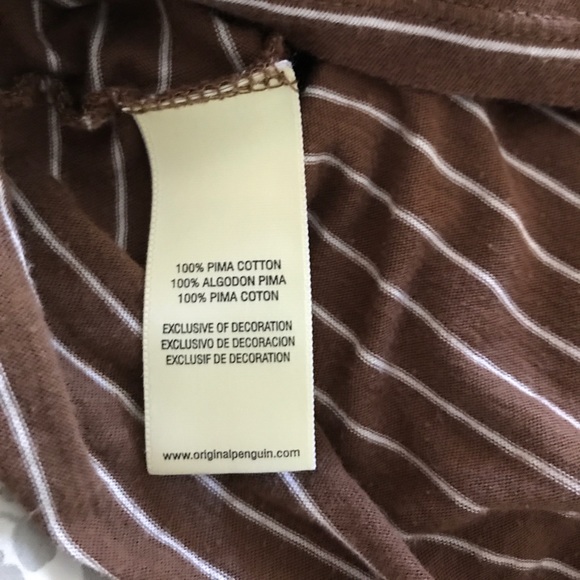 100% PIMA COTTON
100% ALGODON PIMA
100% PIMA COTON
EXCLUSIVE OF DECORATION
EXCLUSIVO DE DECORACION
EXCLUSIF DE DECORATION
www.originalpenguin.com